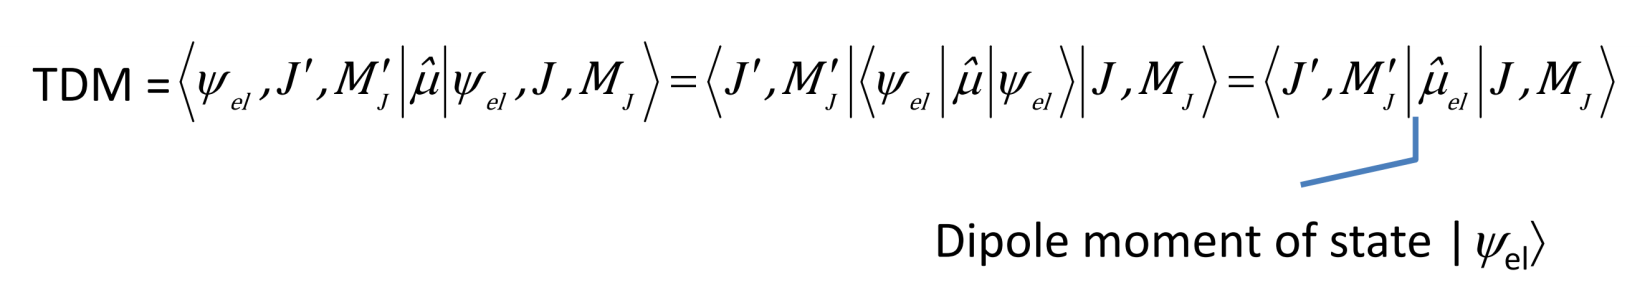 TDM = ⟨ψ_el, J′, M′_J | μ̂ | ψ_el, J, M_J⟩ = ⟨J′, M′_J | ⟨ψ_el | μ̂ | ψ_el⟩ | J, M_J⟩ = ⟨J′, M′_J | μ̂_el | J, M_J⟩
Dipole moment of state | ψ_el⟩